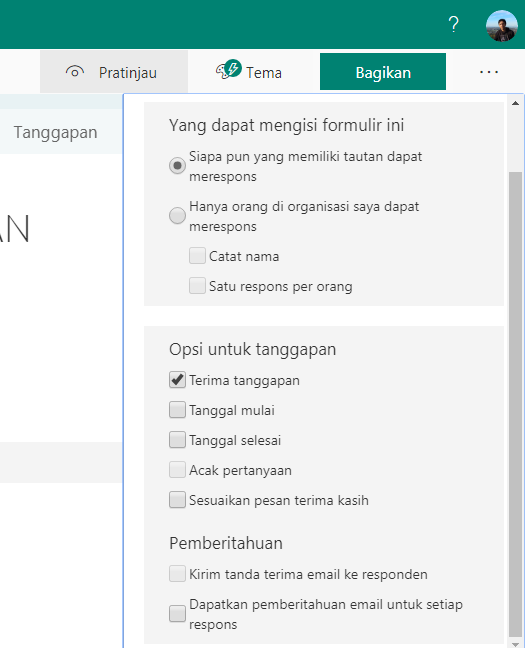 ?
Pratinjau
Tema
Bagikan
...
Tanggapan
AN
Yang dapat mengisi formulir ini
Siapa pun yang memiliki tautan dapat
merespons
Hanya orang di organisasi saya dapat
merespons
Catat nama
Satu respons per orang
Opsi untuk tanggapan
Terima tanggapan
Tanggal mulai
Tanggal selesai
Acak pertanyaan
Sesuaikan pesan terima kasih
Pemberitahuan
Kirim tanda terima email ke responden
Dapatkan pemberitahuan email untuk setiap
respons